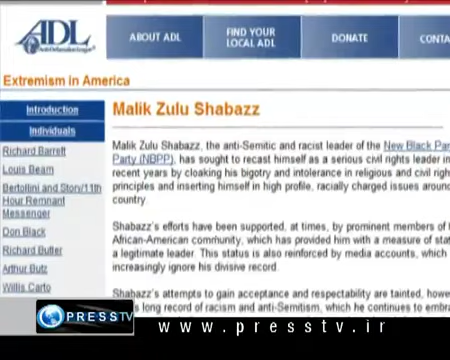 ADL
Anti-Defamation League®
ABOUT ADL
FIND YOUR
LOCAL ADL
DONATE
CONTA
Extremism in America
Introduction
Individuals
Richard Barrett
Louis Beam
Bertollini and Story/11th
Hour Remnant
Messenger
Don Black
Richard Butler
Arthur Butz
Willis Carto
Malik Zulu Shabazz
Malik Zulu Shabazz, the anti-Semitic and racist leader of the New Black Pan
Party (NBPP), has sought to recast himself as a serious civil rights leader in
recent years by cloaking his bigotry and intolerance in religious and civil righ
principles and inserting himself in high profile, racially charged issues aroun
country.
Shabazz's efforts have been supported, at times, by prominent members of t
African-American community, which has provided him with a measure of stat
a legitimate leader. This status is also reinforced by media accounts, which
increasingly ignore his divisive record.
Shabazz's attempts to gain acceptance and respectability are tainted, howe
s long record of racism and anti-Semitism, which he continues to embra
PRESSTV
www.presstv.ir